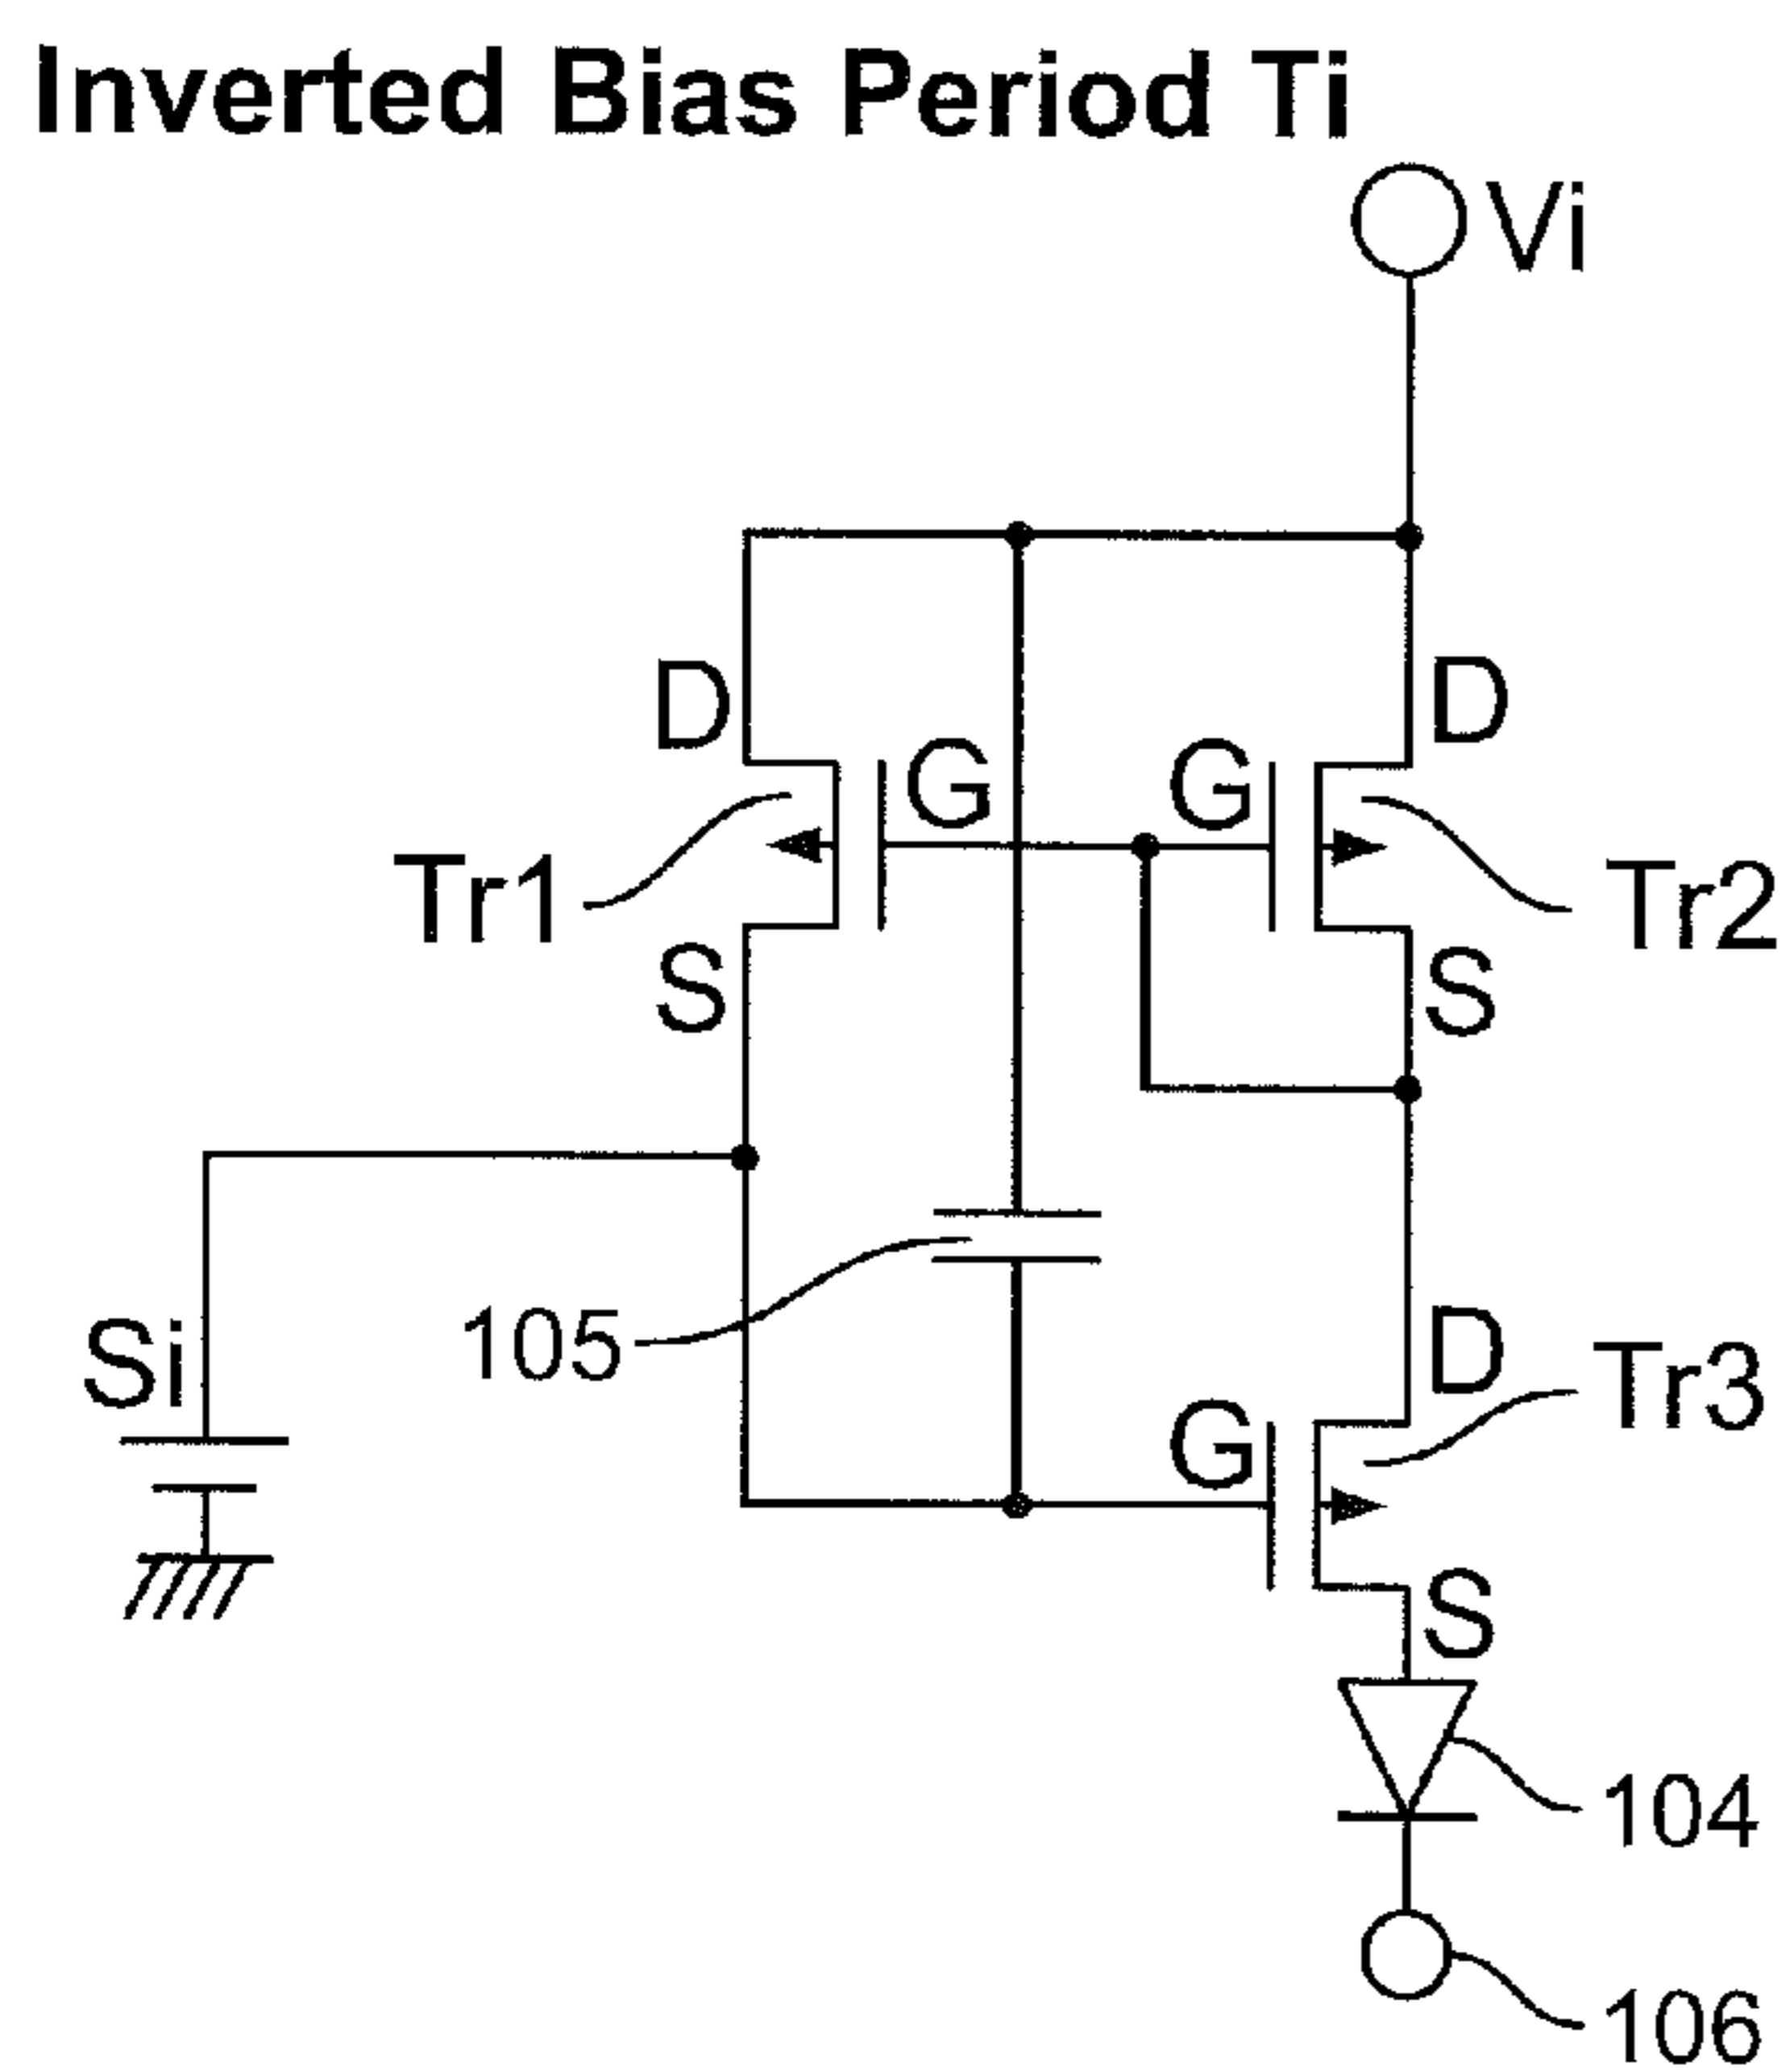 Inverted Bias Period Ti
Vi
D
D
G
G
Tr1
Tr2
S
S
105
Si
D
Tr3
G
S
104
106